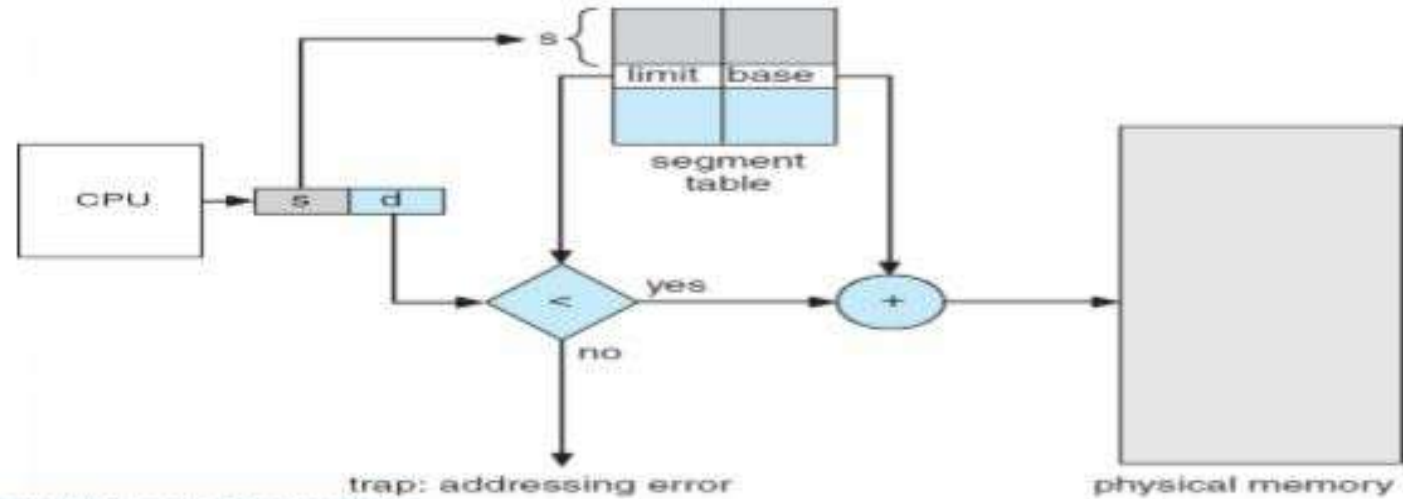 s
limit base
segment
table
CPU
s d
<
yes
+
no
trap: addressing error
physical memory